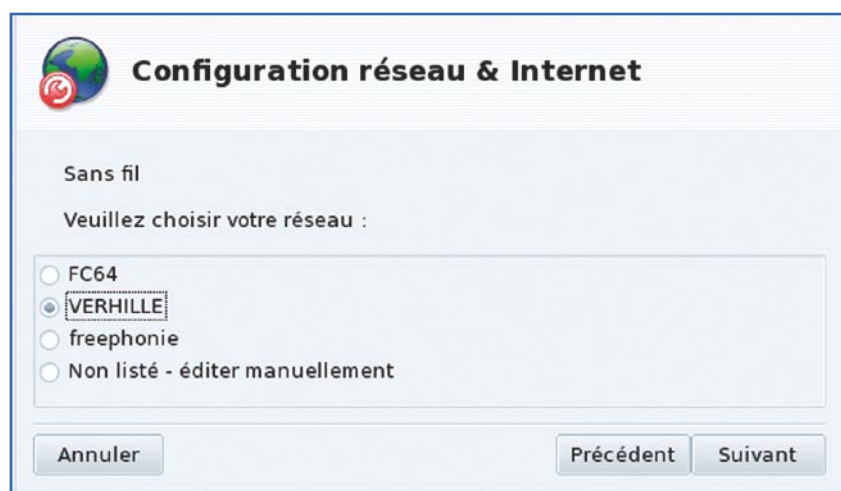 Configuration réseau & Internet
Sans fil
Veuillez choisir votre réseau :
FC64
VERHILLE
freephonie
Non listé - éditer manuellement
Annuler
Précédent
Suivant